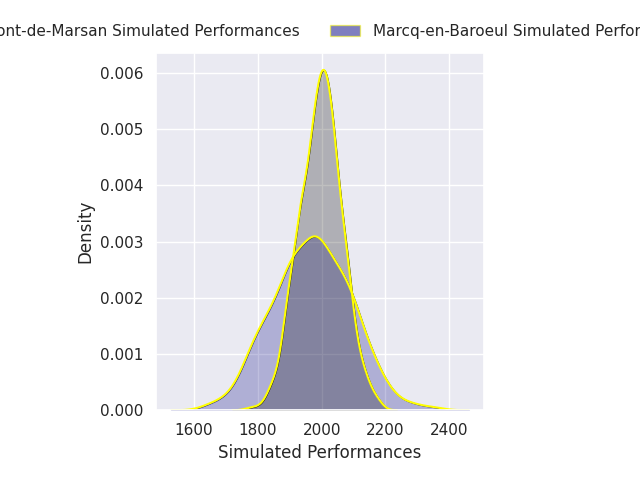 ont-de-Marsan Simulated Performances Marcq-en-Baroeul Simulated Perfor
0.006
0.005
0.004
0.003
0.002
0.001
0.000
Density
1600 1800 2000 2200 2400
Simulated Performances